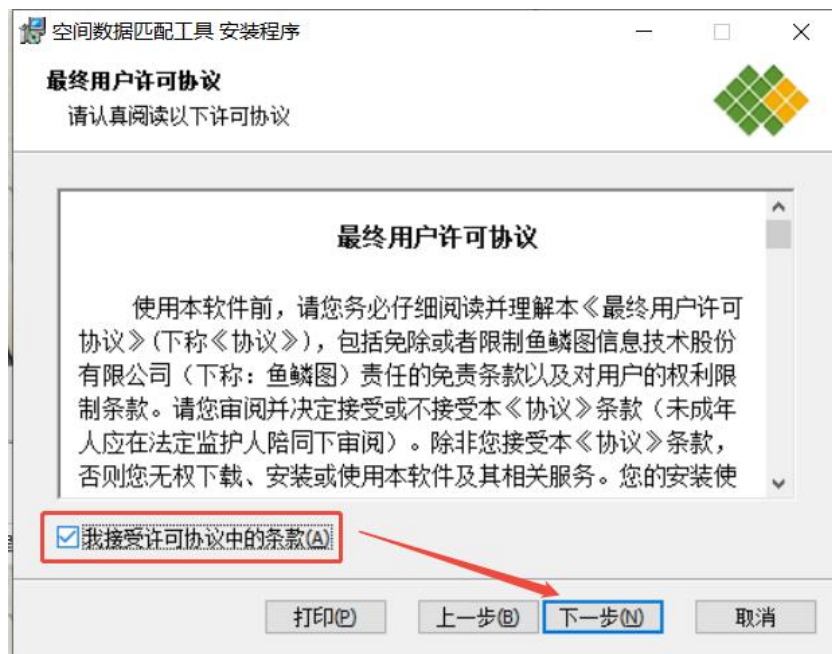 空间数据匹配工具 安装程序
最终用户许可协议
请认真阅读以下许可协议
最终用户许可协议
使用本软件前，请您务必仔细阅读并理解本《最终用户许可
协议》(下称《协议》)，包括免除或者限制鱼鳞图信息技术股份
有限公司（下称：鱼鳞图）责任的免责条款以及对用户的权利限
制条款。请您审阅并决定接受或不接受本《协议》条款（未成年
人应在法定监护人陪同下审阅）。除非您接受本《协议》条款，
否则您无权下载、安装或使用本软件及其相关服务。您的安装使
我接受许可协议中的条款(A)
打印(P) 上一步(B) 下一步(N) 取消